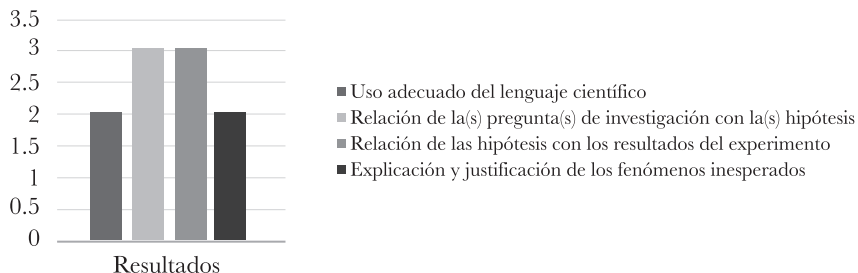 3.5
3
2.5
2
1.5
1
0.5
0
Resultados
Uso adecuado del lenguaje científico
Relación de la(s) pregunta(s) de investigación con la(s) hipótesis
Relación de las hipótesis con los resultados del experimento
Explicación y justificación de los fenómenos inesperados